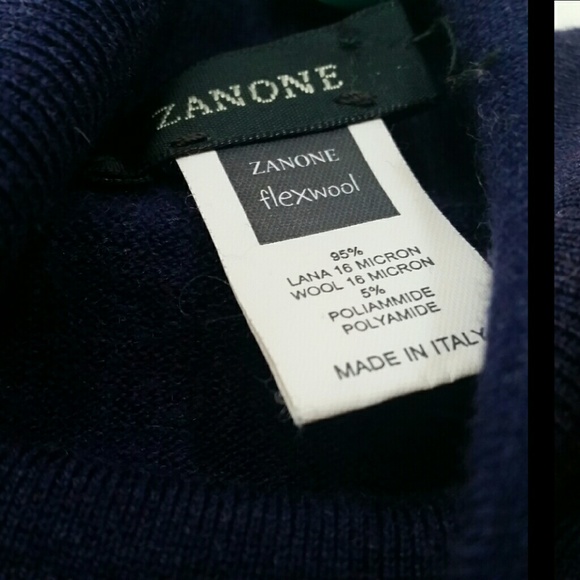 ZANONE
ZANONE
flexwool
95%
LANA 16 MICRON
WOOL 16 MICRON
5%
POLIAMMIDE
POLYAMIDE
MADE IN ITALY